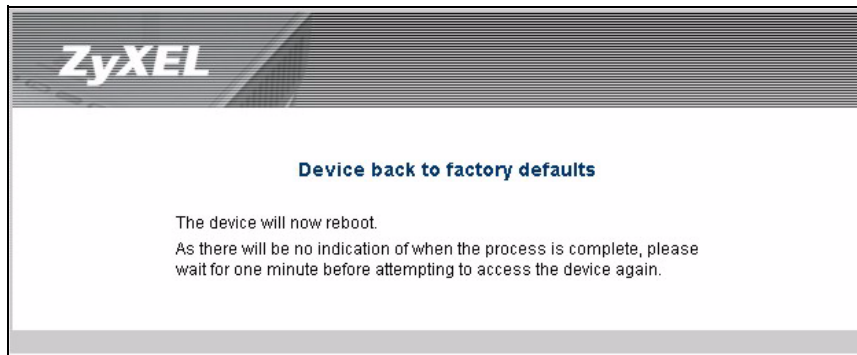 ZyXEL
Device back to factory defaults
The device will now reboot.
As there will be no indication of when the process is complete, please
wait for one minute before attempting to access the device again.